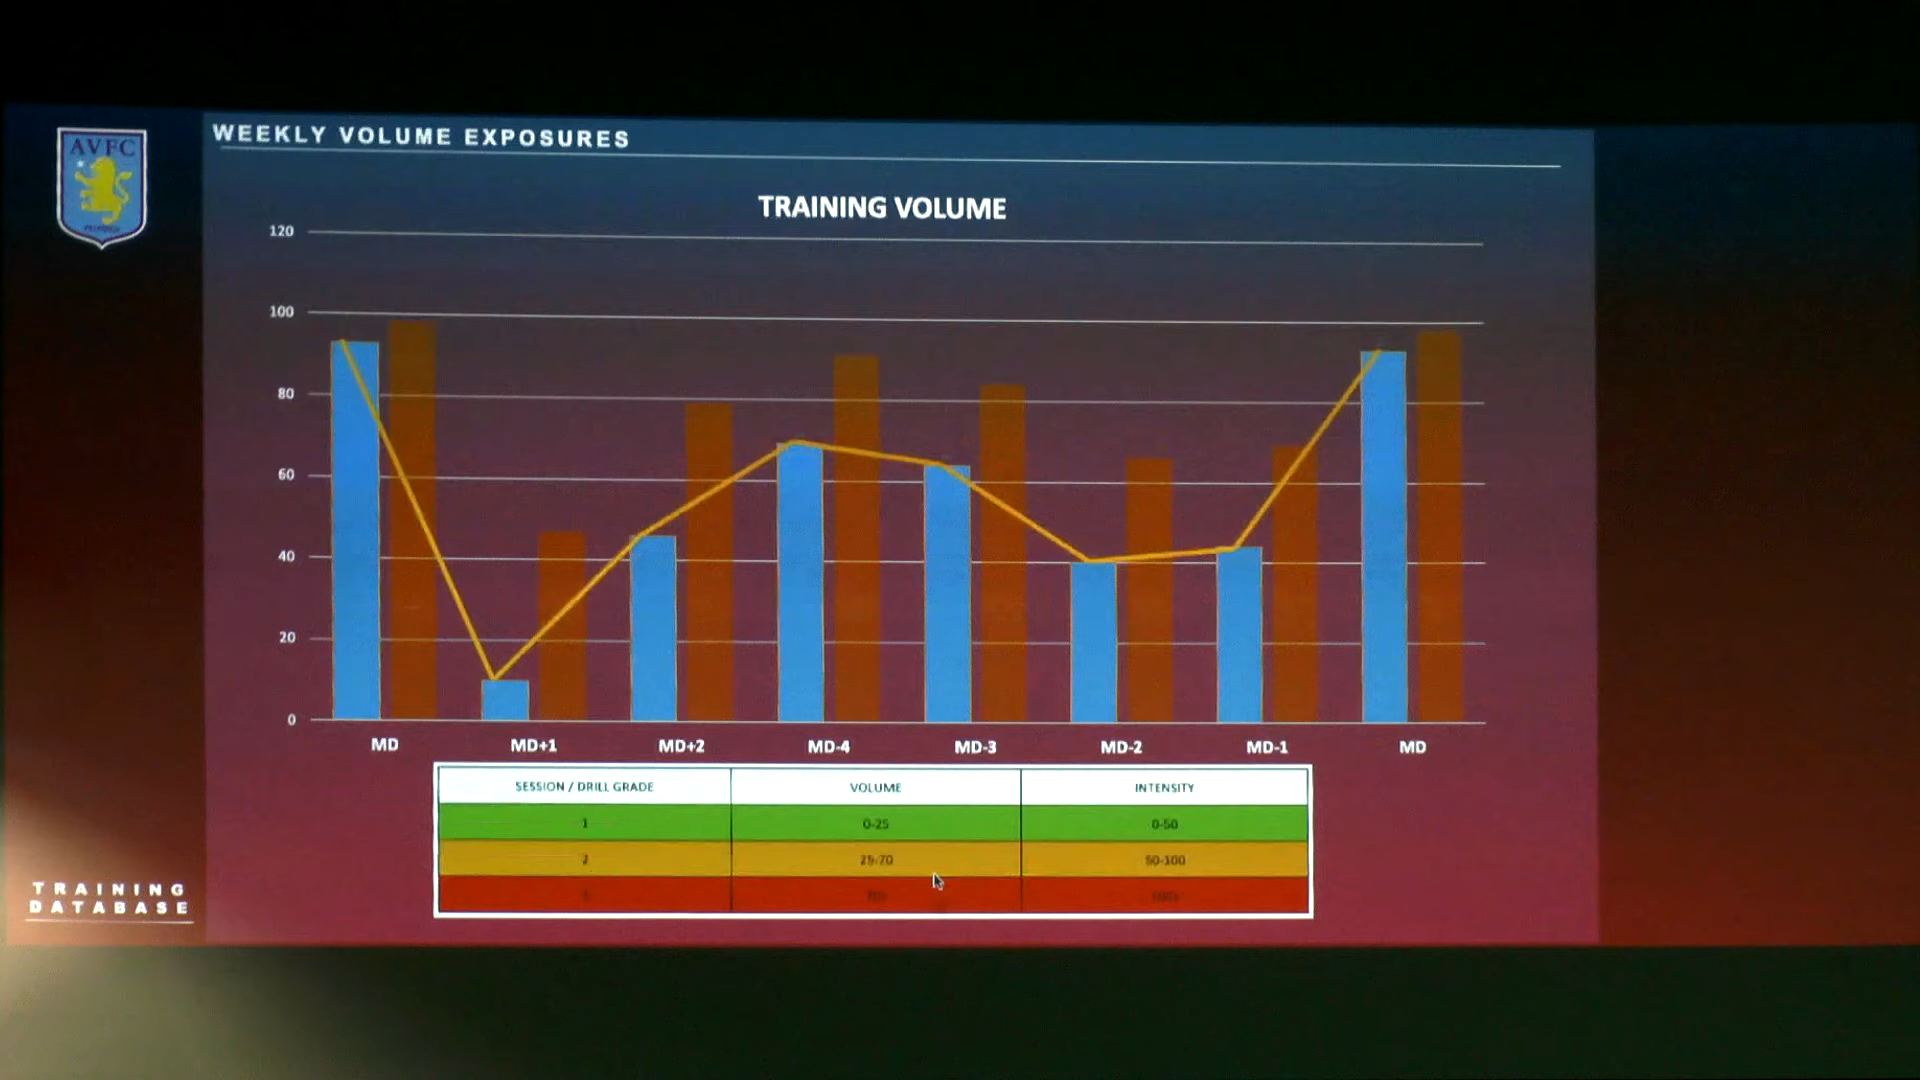 AVFC
WEEKLY VOLUME EXPOSURES
TRAINING VOLUME
120
100
80
60
40
20
0
MD MD+1 MD+2 MD-4 MD-3 MD-2 MD-1 MD
SESSION / DRILL GRADE VOLUME INTENSITY
1 0-25 0-50
2 25-70 50-100
TRAINING
DATABASE